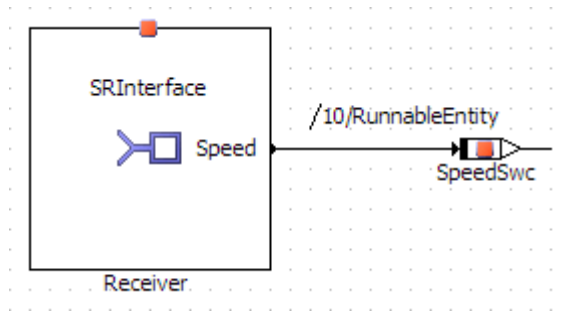 SRInterface
/10/RunnableEntity
Speed
SpeedSwc
Receiver